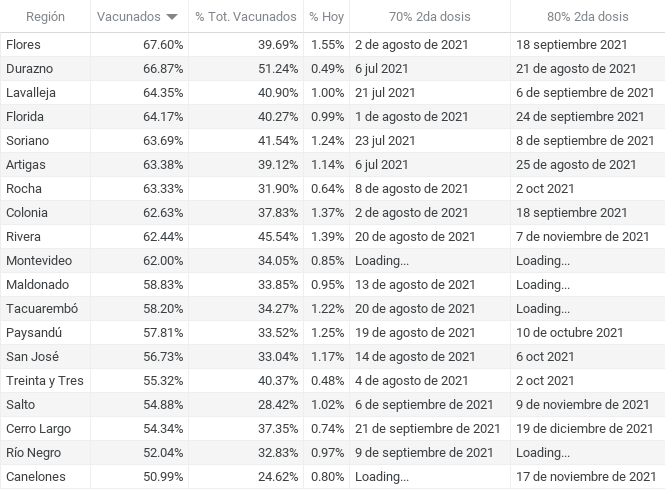 Región Vacunados % Tot. Vacunados % Hoy 70% 2da dosis 80% 2da dosis
Flores 67.60% 39.69% 1.55% 2 de agosto de 2021 18 septiembre 2021
Durazno 66.87% 51.24% 0.49% 6 jul 2021 21 de agosto de 2021
Lavalleja 64.35% 40.90% 1.00% 21 jul 2021 6 de septiembre de 2021
Florida 64.17% 40.27% 0.99% 1 de agosto de 2021 24 de septiembre 2021
Soriano 63.69% 41.54% 1.24% 23 jul 2021 8 de septiembre de 2021
Artigas 63.38% 39.12% 1.14% 6 jul 2021 25 de agosto de 2021
Rocha 63.33% 31.90% 0.64% 8 de agosto de 2021 2 oct 2021
Colonia 62.63% 37.83% 1.37% 2 de agosto de 2021 18 septiembre 2021
Rivera 62.44% 45.54% 1.39% 20 de agosto de 2021 7 de noviembre de 2021
Montevideo 62.00% 34.05% 0.85% Loading... Loading...
Maldonado 58.83% 33.85% 0.95% 13 de agosto de 2021 Loading...
Tacuarembó 58.20% 34.27% 1.22% 20 de agosto de 2021 Loading...
Paysandú 57.81% 33.52% 1.25% 19 de agosto de 2021 10 de octubre 2021
San José 56.73% 33.04% 1.17% 14 de agosto de 2021 6 oct 2021
Treinta y Tres 55.32% 40.37% 0.48% 4 de agosto de 2021 2 oct 2021
Salto 54.88% 28.42% 1.02% 6 de septiembre de 2021 9 de noviembre de 2021
Cerro Largo 54.34% 37.35% 0.74% 21 de septiembre de 2021 19 de diciembre de 2021
Río Negro 52.04% 32.83% 0.97% 9 de septiembre de 2021 Loading...
Canelones 50.99% 24.62% 0.80% Loading... 17 de noviembre de 2021